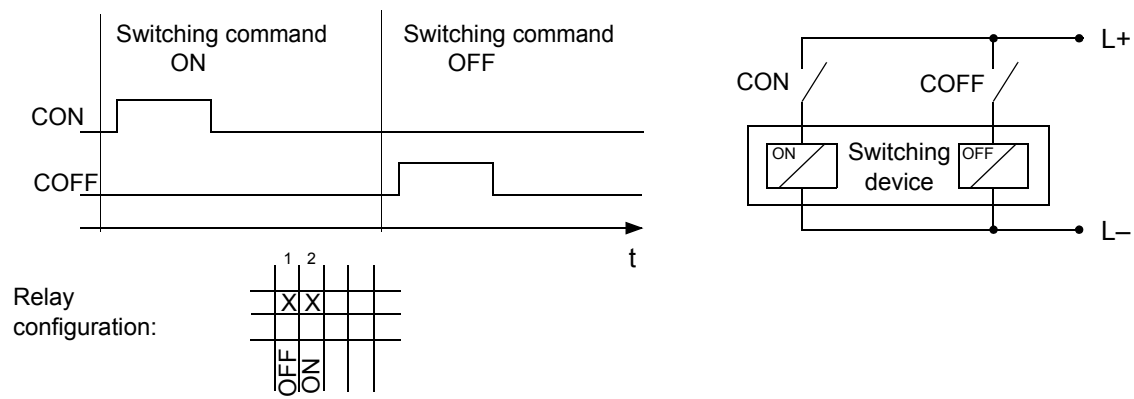 Switching command
ON
Switching command
OFF
CON
COFF
t
L+
CON
COFF
ON
Switching
device
OFF
L–
Relay
configuration:
1 2
X X
OFF
ON